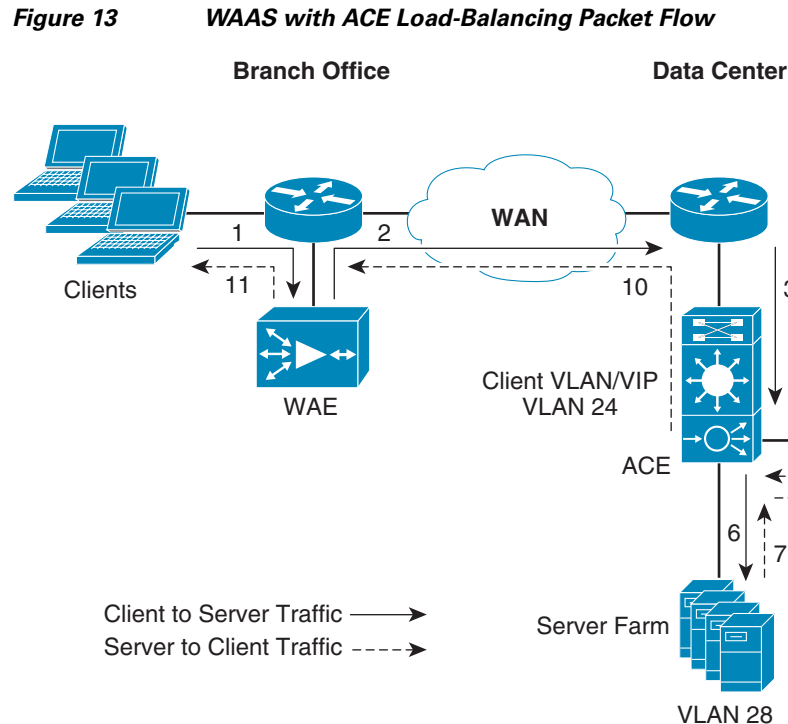 Figure 13 WAAS with ACE Load-Balancing Packet Flow
Branch Office
Data Center
WAN
1
2
3
Clients
11
10
WAE
Client VLAN/VIP
VLAN 24
ACE
6
7
Client to Server Traffic
Server to Client Traffic
Server Farm
VLAN 28